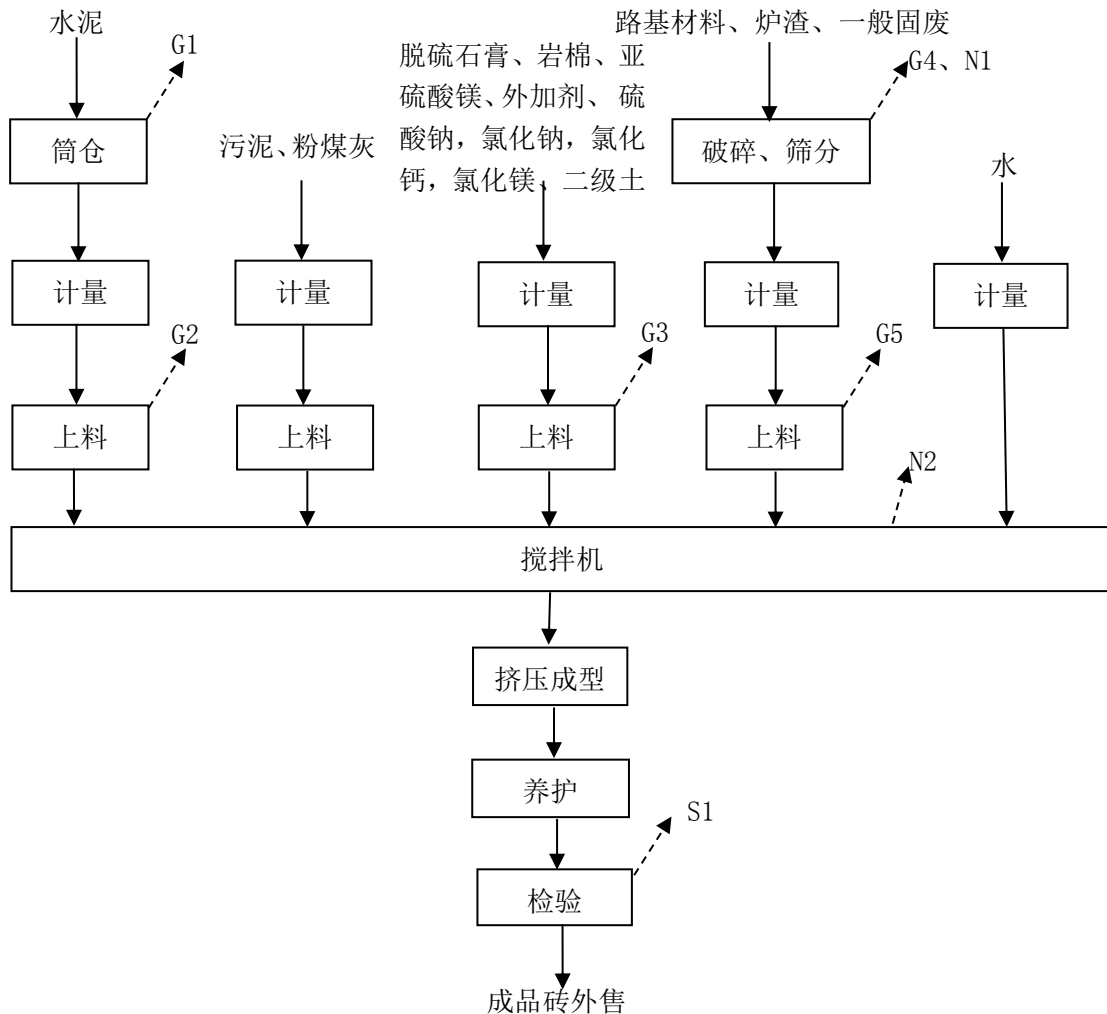 水泥
G1
路基材料、炉渣、一般固废
G4、N1
脱硫石膏、岩棉、亚
硫酸镁、外加剂、 硫
酸钠，氯化钠，氯化
钙，氯化镁、二级土
筒仓
污泥、粉煤灰
破碎、筛分
水
计量
计量
计量
计量
计量
G2
G3
G5
上料
上料
上料
上料
N2
搅拌机
挤压成型
养护
S1
检验
成品砖外售